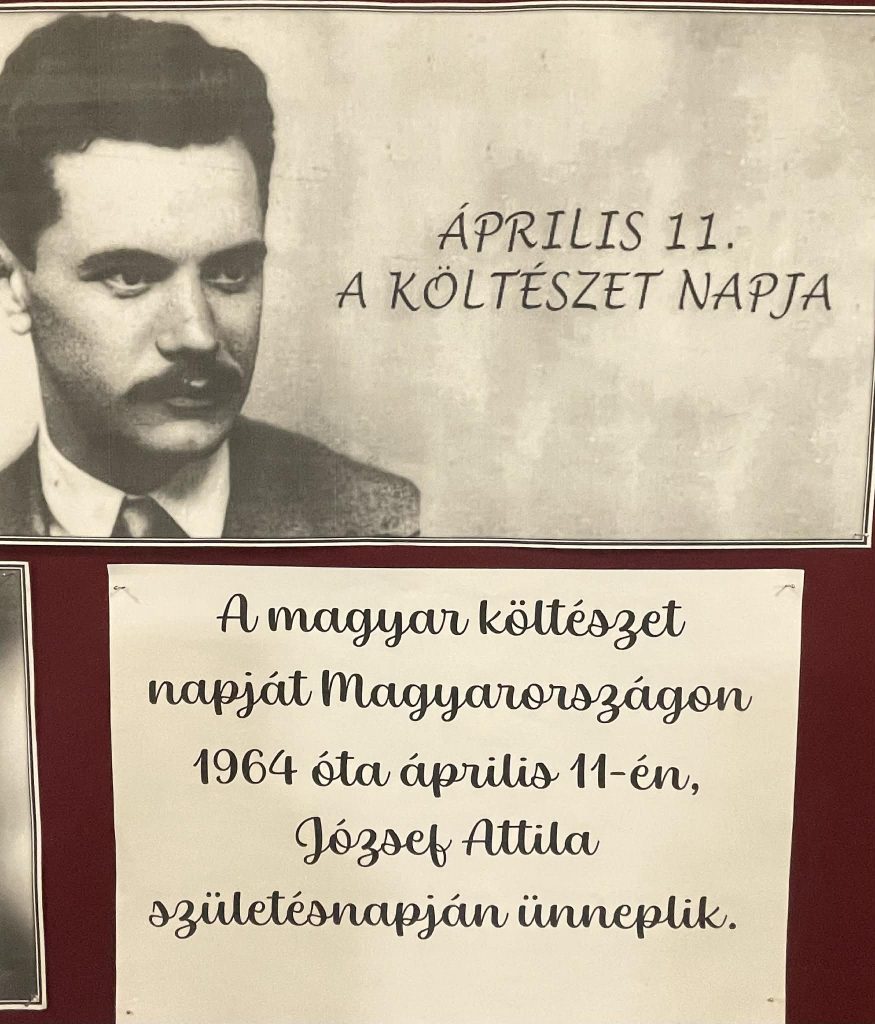 ÁPRILIS 11.
A KÖLTÉSZET NAPJA
A magyar költészet
napját Magyarországon
1964 óta április 11-én,
József Attila
születésnapján ünneplik.